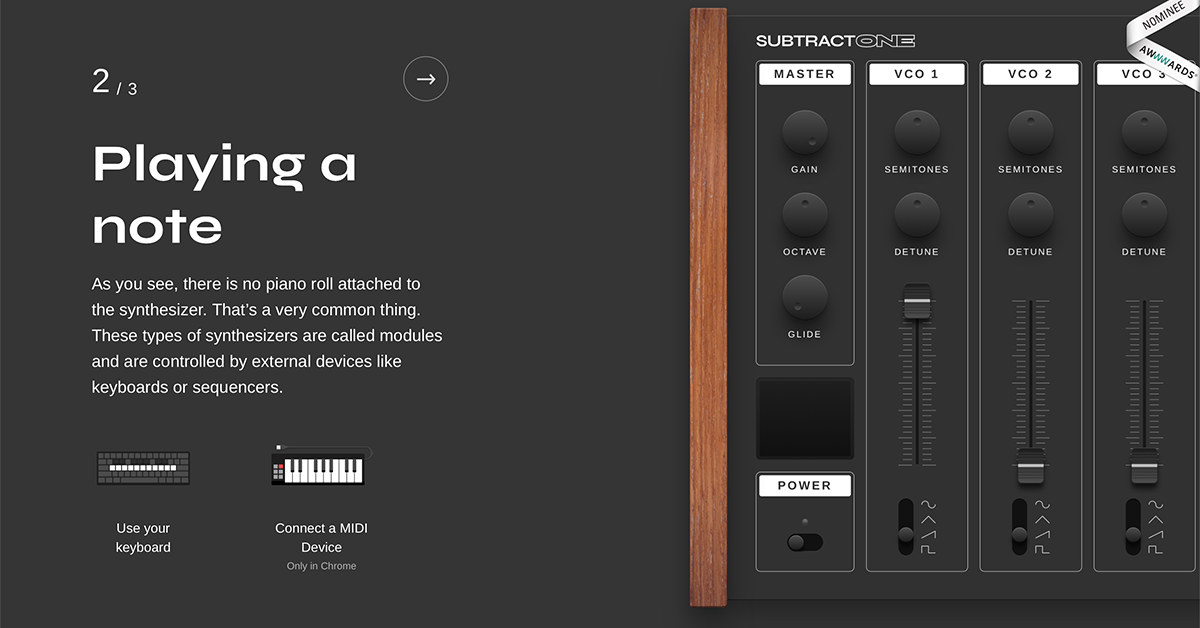 2 / 3
Playing a
note
As you see, there is no piano roll attached to
the synthesizer. That’s a very common thing.
These types of synthesizers are called modules
and are controlled by external devices like
keyboards or sequencers.
Use your
keyboard
Connect a MIDI
Device
Only in Chrome
SUBTRACTONE
MASTER
GAIN
OCTAVE
GLIDE
POWER
VCO 1
SEMITONES
DETUNE
VCO 2
SEMITONES
DETUNE
VCO 3
SEMITONES
DETUNE
NOMINEE
AWWWARDS